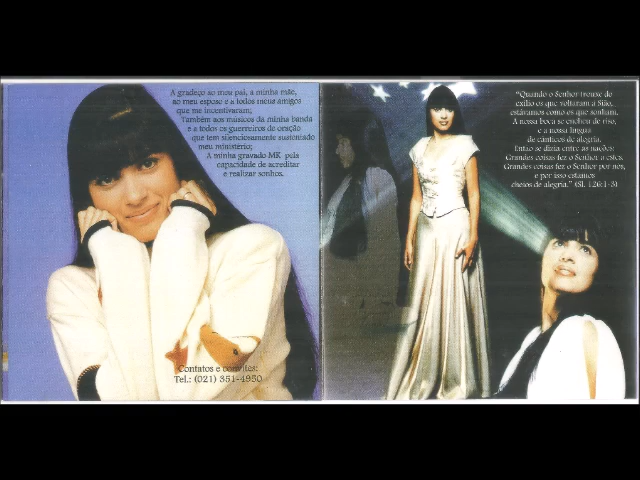 A gradeço ao meu pai, a minha mãe,
ao meu esposo e a todos meus amigos
que me incentivaram;
Também aos músicos da minha banda
e a todos os guerreiros de oração
que tem silenciosamente sustentado
meu ministério;
A minha gravado MK pela
capacidade de acreditar
e realizar sonhos.
Contatos e convites:
Tel.: (021) 351-4950
"Quando o Senhor trouxe do
exílio os que voltaram a Sião,
estávamos como os que sonham.
A nossa boca se encheu de riso,
e a nossa língua
de cânticos de alegria.
Então se dizia entre as nações:
Grandes coisas fez o Senhor a estes.
Grandes coisas fez o Senhor por nós,
e por isso estamos
cheios de alegria." (Sl. 126:1-3)